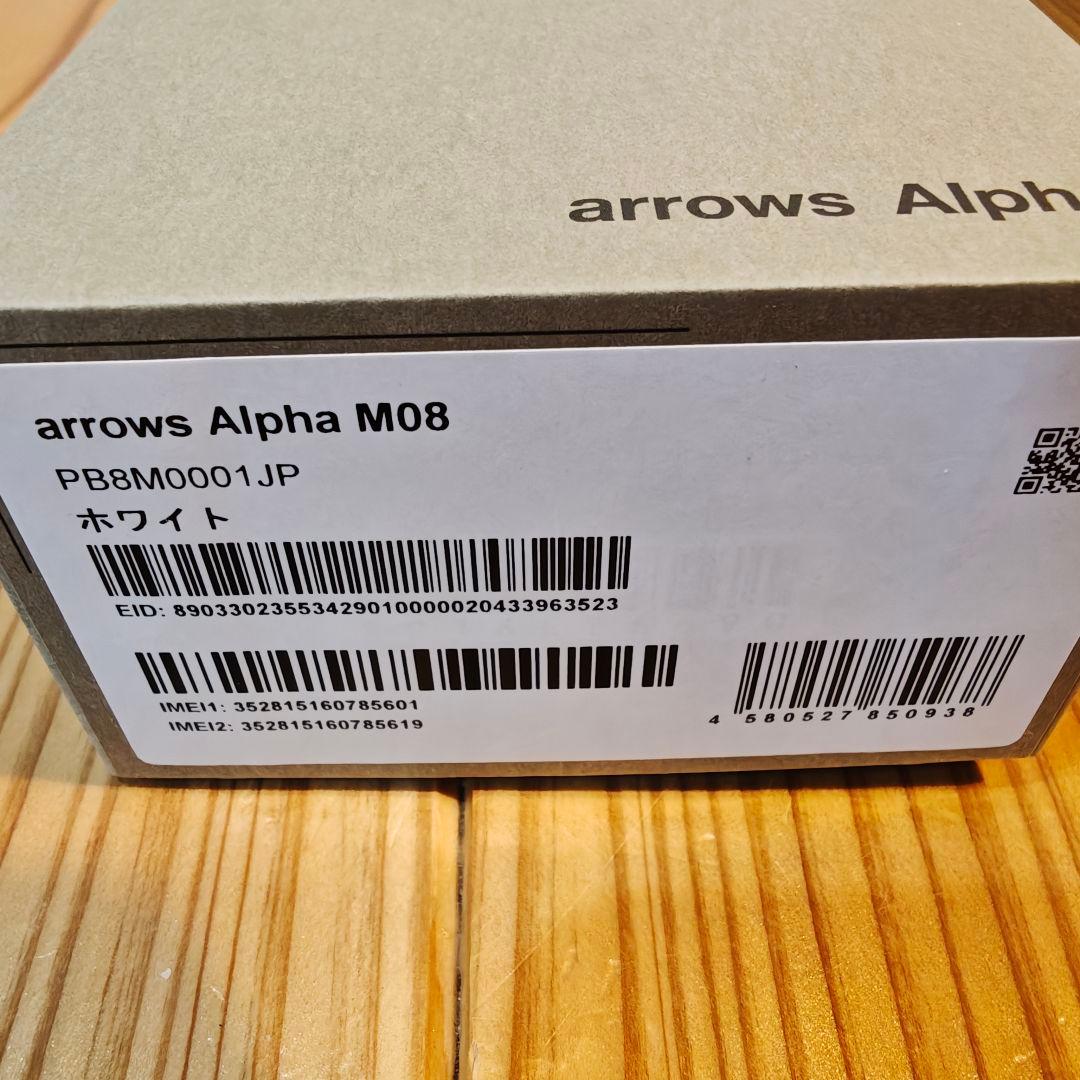 arrows Alph
arrows Alpha M08
PB8M0001JP
ホワイト
EID: 89033023553429010000020433963523
IMEI1: 352815160785601
IMEI2: 352815160785619
4 580527 850938